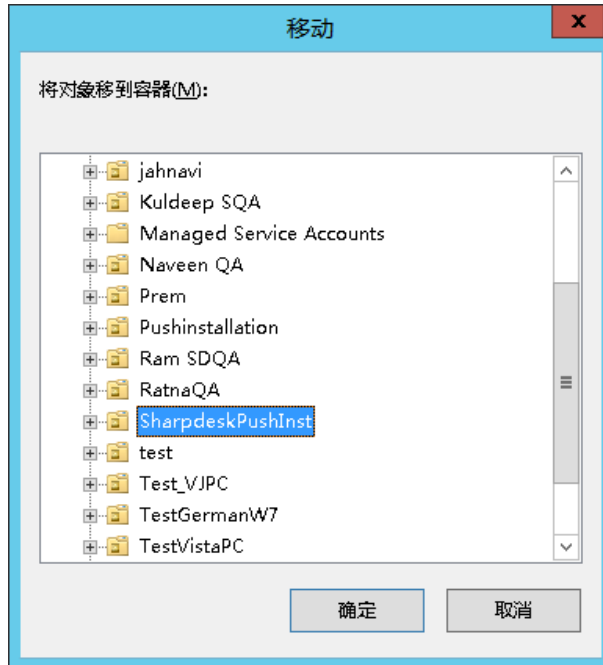 移动
x
将对象移到容器(M):
jahnavi
Kuldeep SQA
Managed Service Accounts
Naveen QA
Prem
Pushinstallation
Ram SDQA
RatnaQA
SharpdeskPushInst
test
Test_VJPC
TestGermanW7
TestVistaPC
确定
取消